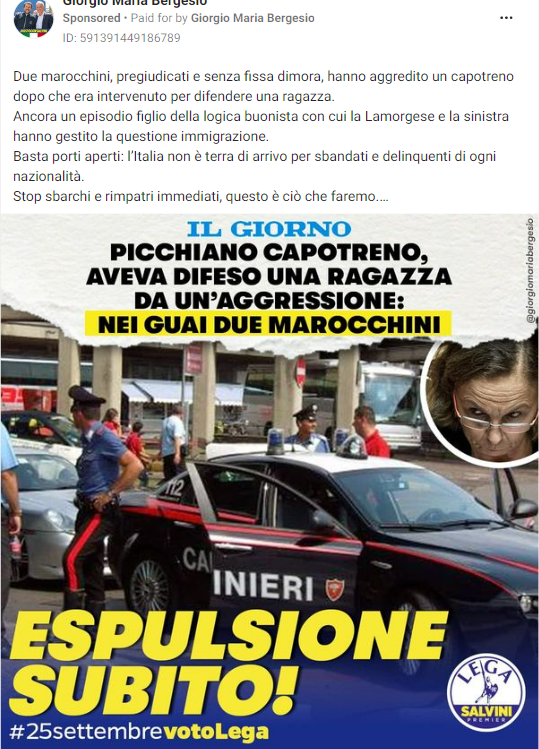 Giorgio Maria Bergesio
Sponsored • Paid for by Giorgio Maria Bergesio
ID: 591391449186789
Due marocchini, pregiudicati e senza fissa dimora, hanno aggredito un capotreno
dopo che era intervenuto per difendere una ragazza.
Ancora un episodio figlio della logica buonista con cui la Lamorgese e la sinistra
hanno gestito la questione immigrazione.
Basta porti aperti: l’Italia non è terra di arrivo per sbandati e delinquenti di ogni
nazionalità.
Stop sbarchi e rimpatri immediati, questo è ciò che faremo....
IL GIORNO
PICCHIANO CAPOTRENO,
AVEVA DIFESO UNA RAGAZZA
DA UN'AGGRESSIONE:
NEI GUAI DUE MAROCCHINI
@giorgiomariabergesio
112
CA INIERI
ESPULSIONE
SUBITO!
#25settembrevotoLega
LEGA
SALVINI
PREMIER